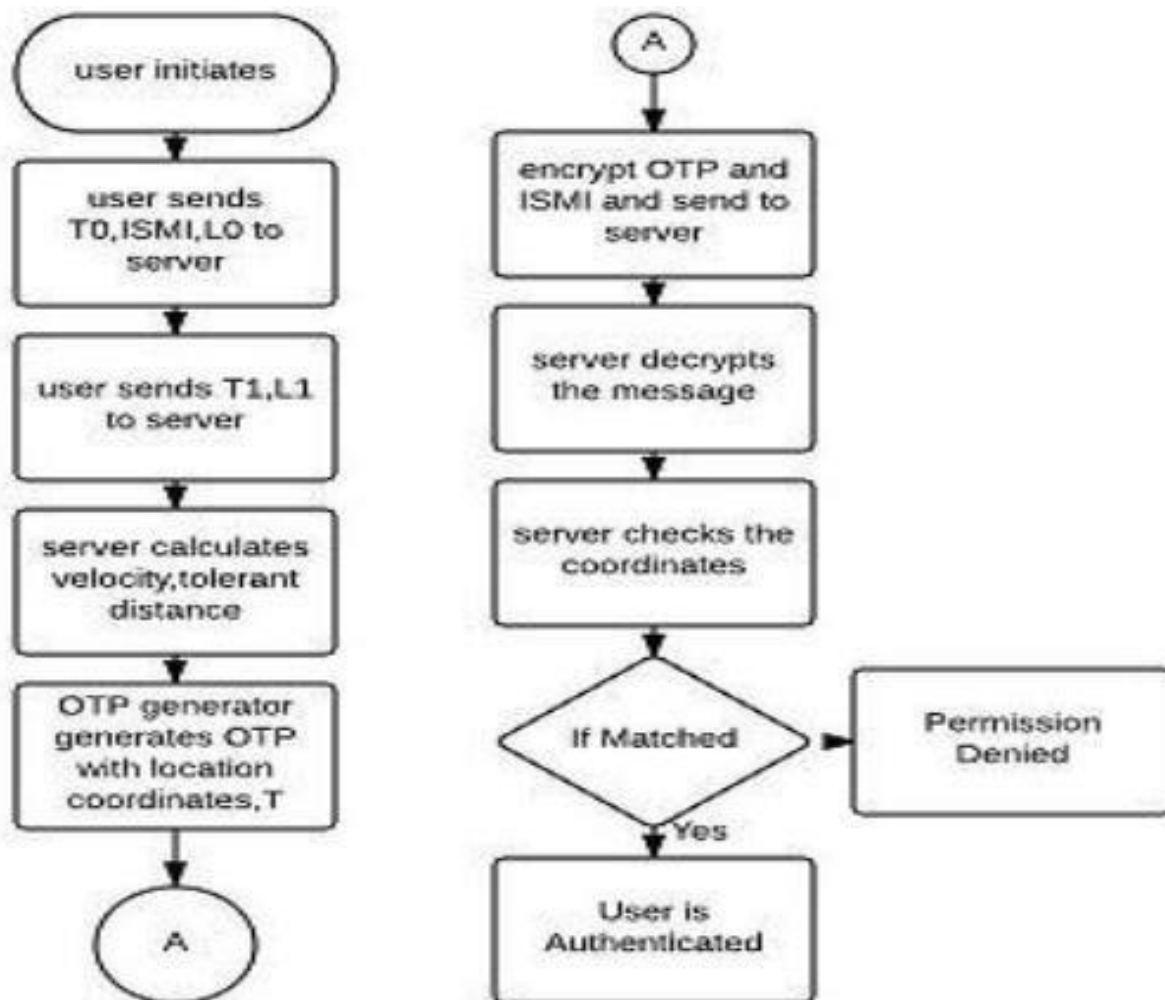 user initiates
user sends
T0,ISMI,L0 to
server
user sends T1,L1
to server
server calculates
velocity,tolerant
distance
OTP generator
generates OTP
with location
coordinates,T
A
A
encrypt OTP and
ISMI and send to
server
server decrypts
the message
server checks the
coordinates
If Matched
Permission
Denied
Yes
User is
Authenticated